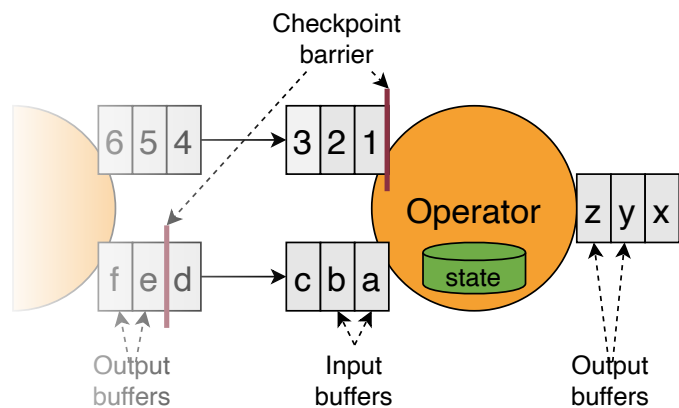 Checkpoint
barrier
6 5 4
3 2 1
Operator
z y x
state
f e d
c b a
Output
buffers
Input
buffers
Output
buffers